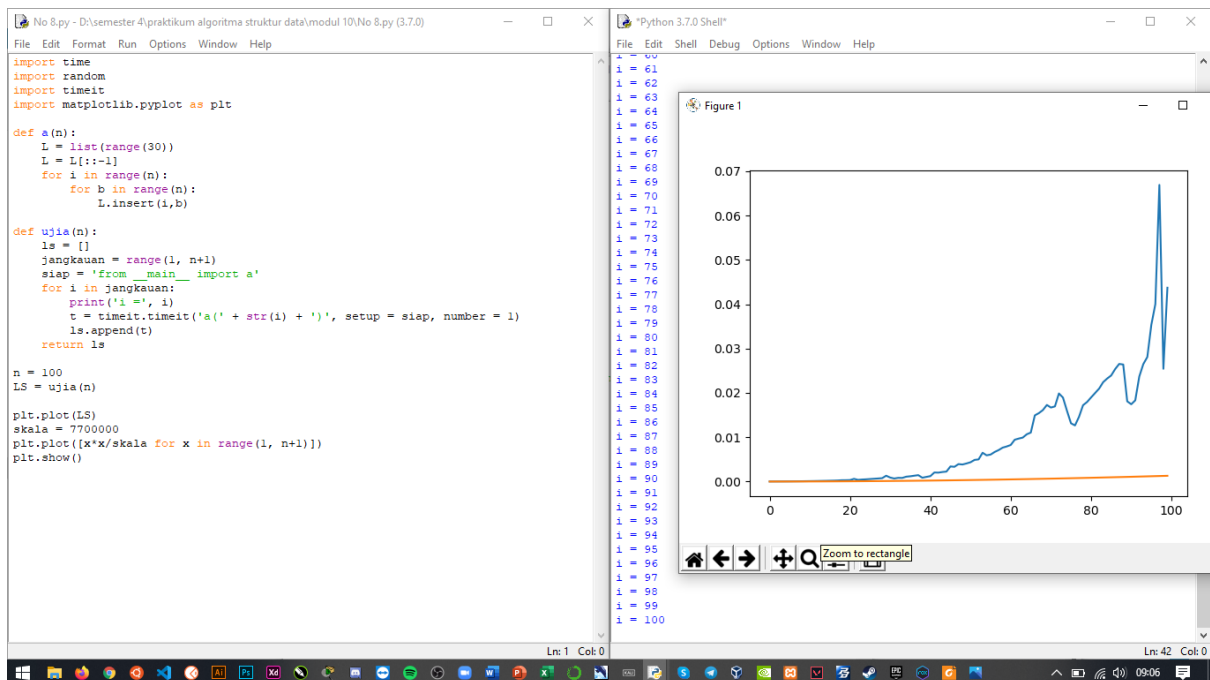 No 8.py - D:\semester 4\praktikum algoritma struktur data\modul 10\No 8.py (3.7.0)
File Edit Format Run Options Window Help
import time
import random
import timeit
import matplotlib.pyplot as plt
def a(n):
    L = list(range(30))
    L = L[::-1]
    for i in range(n):
        for b in range(n):
            L.insert(i,b)
def ujia(n):
    ls = []
    jangkauan = range(1, n+1)
    siap = 'from __main__ import a'
    for i in jangkauan:
        print('i =', i)
        t = timeit.timeit('a(' + str(i) + ')', setup = siap, number = 1)
        ls.append(t)
    return ls
n = 100
LS = ujia(n)
plt.plot(LS)
skala = 7700000
plt.plot([x*x/skala for x in range(1, n+1)])
plt.show()
Ln: 1 Col: 0
*Python 3.7.0 Shell*
File Edit Shell Debug Options Window Help
i = 60
i = 61
i = 62
i = 63
i = 64
i = 65
i = 66
i = 67
i = 68
i = 69
i = 70
i = 71
i = 72
i = 73
i = 74
i = 75
i = 76
i = 77
i = 78
i = 79
i = 80
i = 81
i = 82
i = 83
i = 84
i = 85
i = 86
i = 87
i = 88
i = 89
i = 90
i = 91
i = 92
i = 93
i = 94
i = 95
i = 96
i = 97
i = 98
i = 99
i = 100
Figure 1
0.07
0.06
0.05
0.04
0.03
0.02
0.01
0.00
0 20 40 60 80 100
Zoom to rectangle
Ln: 42 Col: 0
Ai Ps Xd
09:06